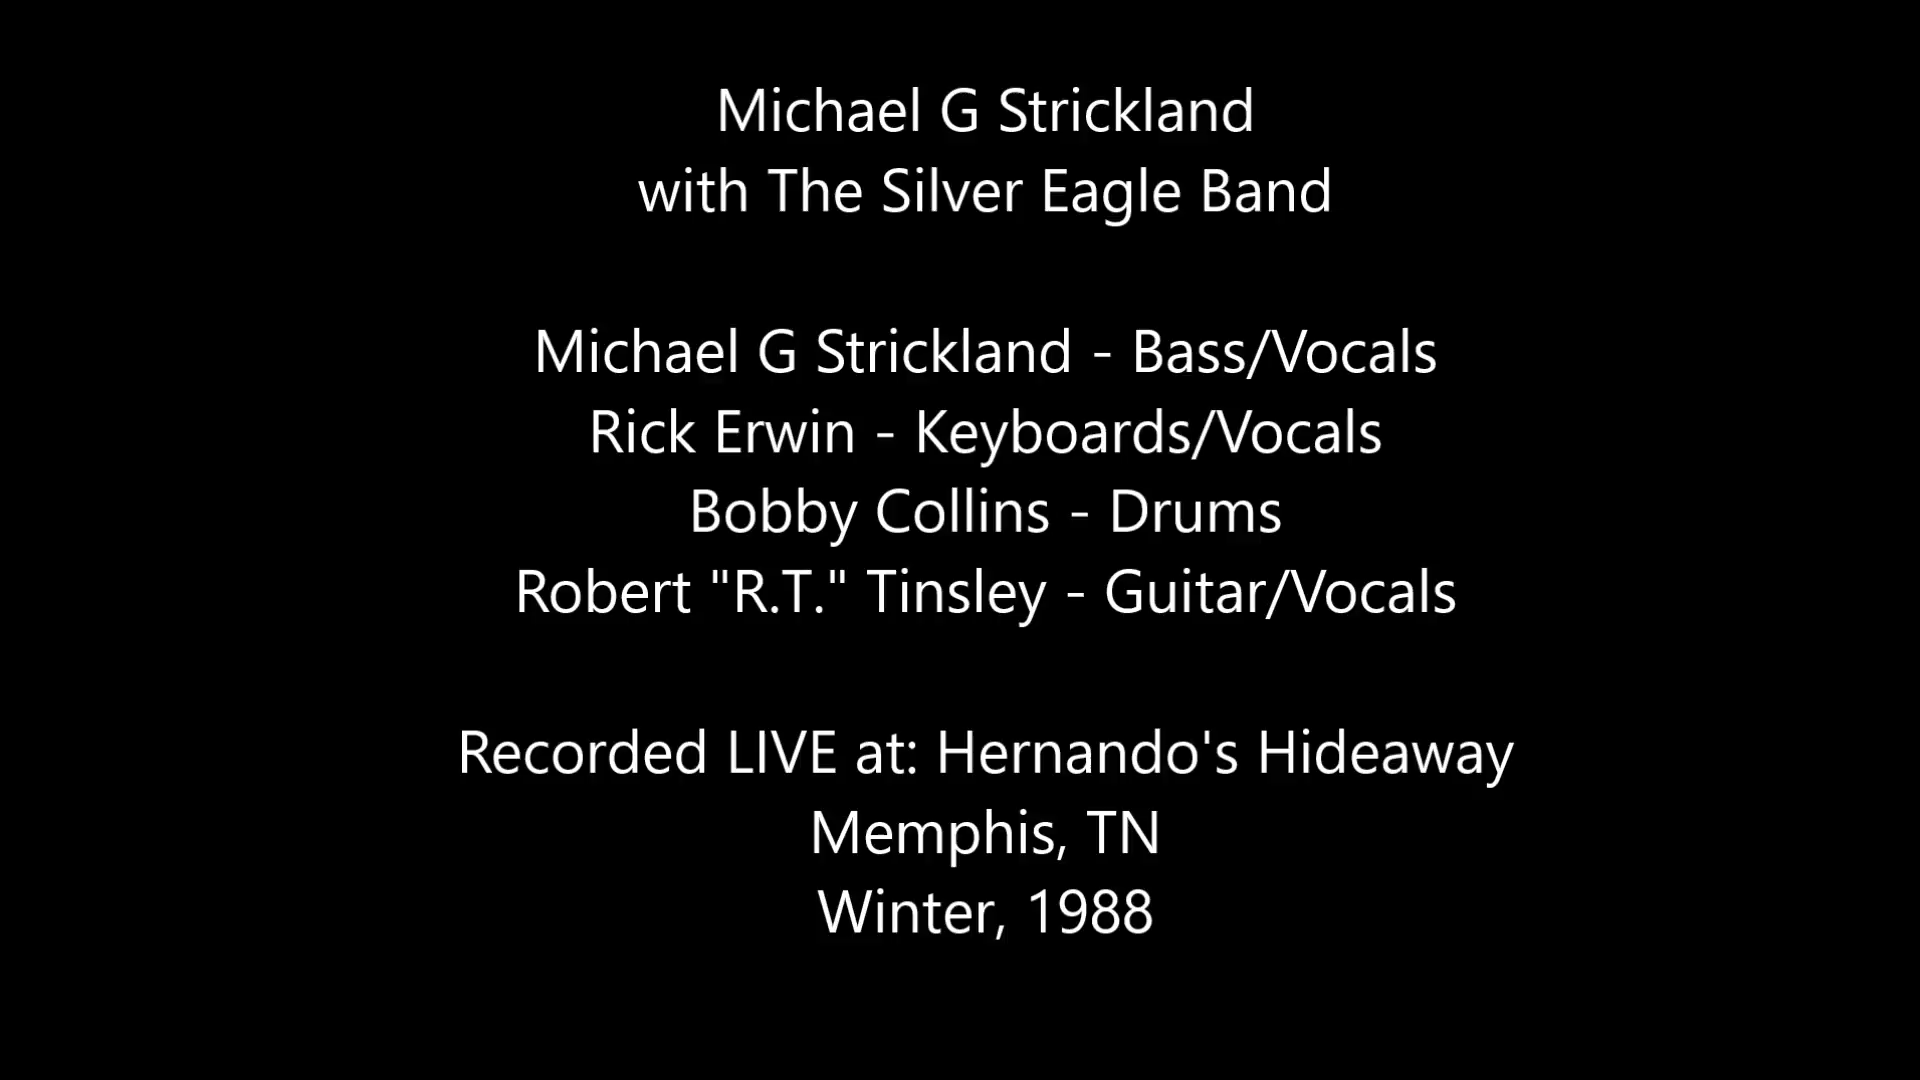 Michael G Strickland
with The Silver Eagle Band
Michael G Strickland - Bass/Vocals
Rick Erwin - Keyboards/Vocals
Bobby Collins - Drums
Robert "R.T." Tinsley - Guitar/Vocals
Recorded LIVE at: Hernando's Hideaway
Memphis, TN
Winter, 1988